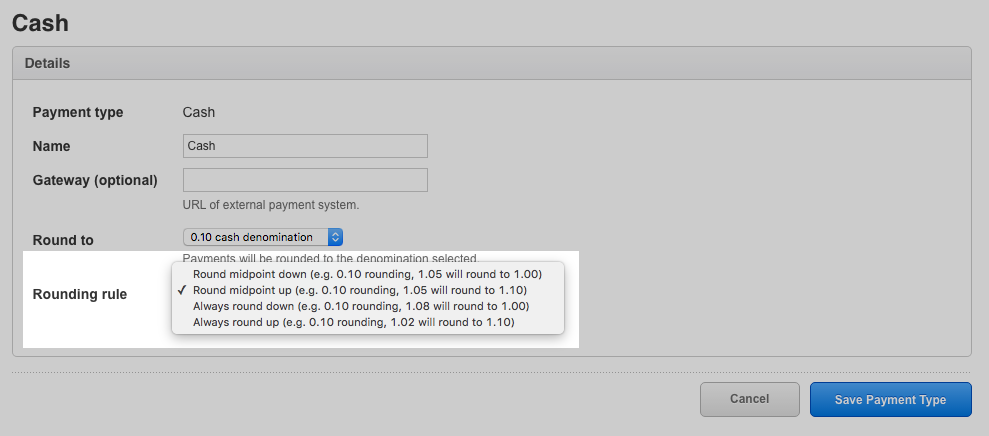 Cash
Details
Payment type Cash
Name Cash
Gateway (optional)
URL of external payment system.
Round to 0.10 cash denomination
Payments will be rounded to the denomination selected.
Rounding rule
Round midpoint down (e.g. 0.10 rounding, 1.05 will round to 1.00)
✓ Round midpoint up (e.g. 0.10 rounding, 1.05 will round to 1.10)
Always round down (e.g. 0.10 rounding, 1.08 will round to 1.00)
Always round up (e.g. 0.10 rounding, 1.02 will round to 1.10)
Cancel Save Payment Type